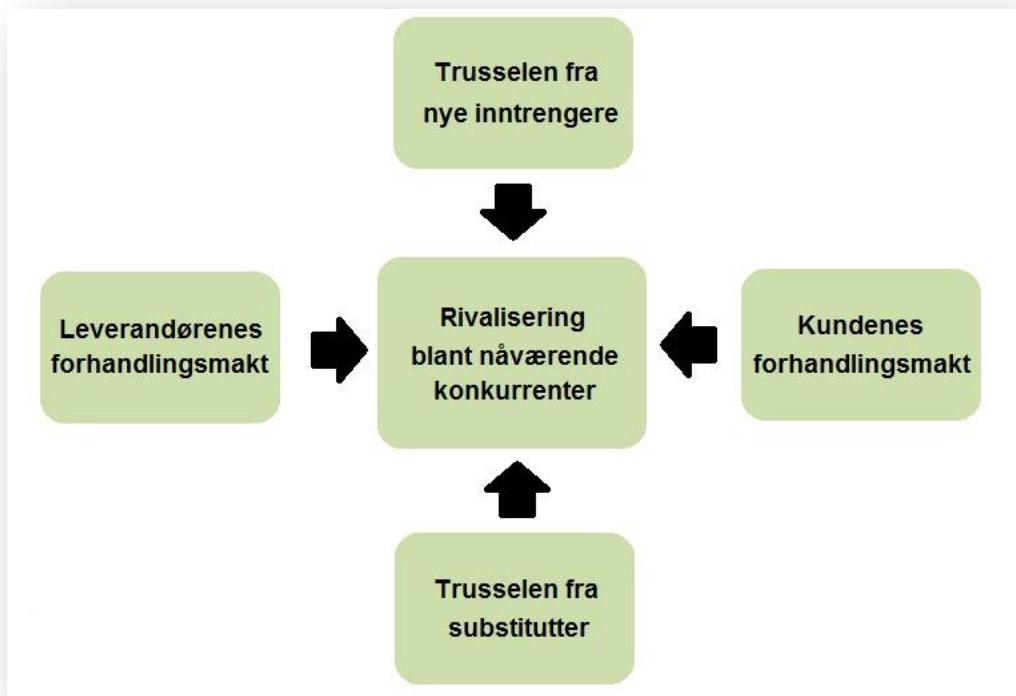 Trusselen fra
nye inntrengere
Leverandørenes
forhandlingsmakt
Rivalisering
blant nåværende
konkurrenter
Kundenes
forhandlingsmakt
Trusselen fra
substitutter